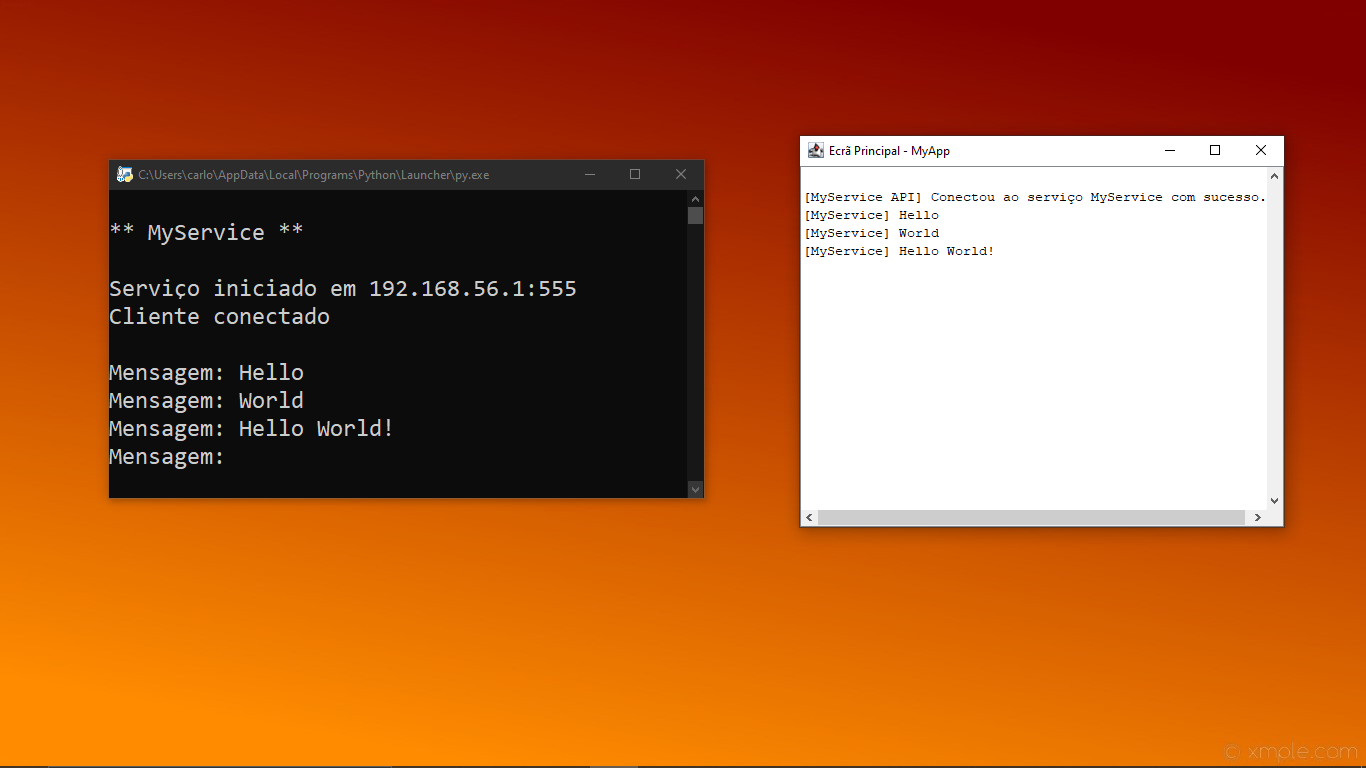 C:\Users\carlo\AppData\Local\Programs\Python\Launcher\py.exe
** MyService **
Serviço iniciado em 192.168.56.1:555
Cliente conectado
Mensagem: Hello
Mensagem: World
Mensagem: Hello World!
Mensagem:
Ecrã Principal - MyApp
[MyService API] Conectou ao serviço MyService com sucesso.
[MyService] Hello
[MyService] World
[MyService] Hello World!
© xmple.com